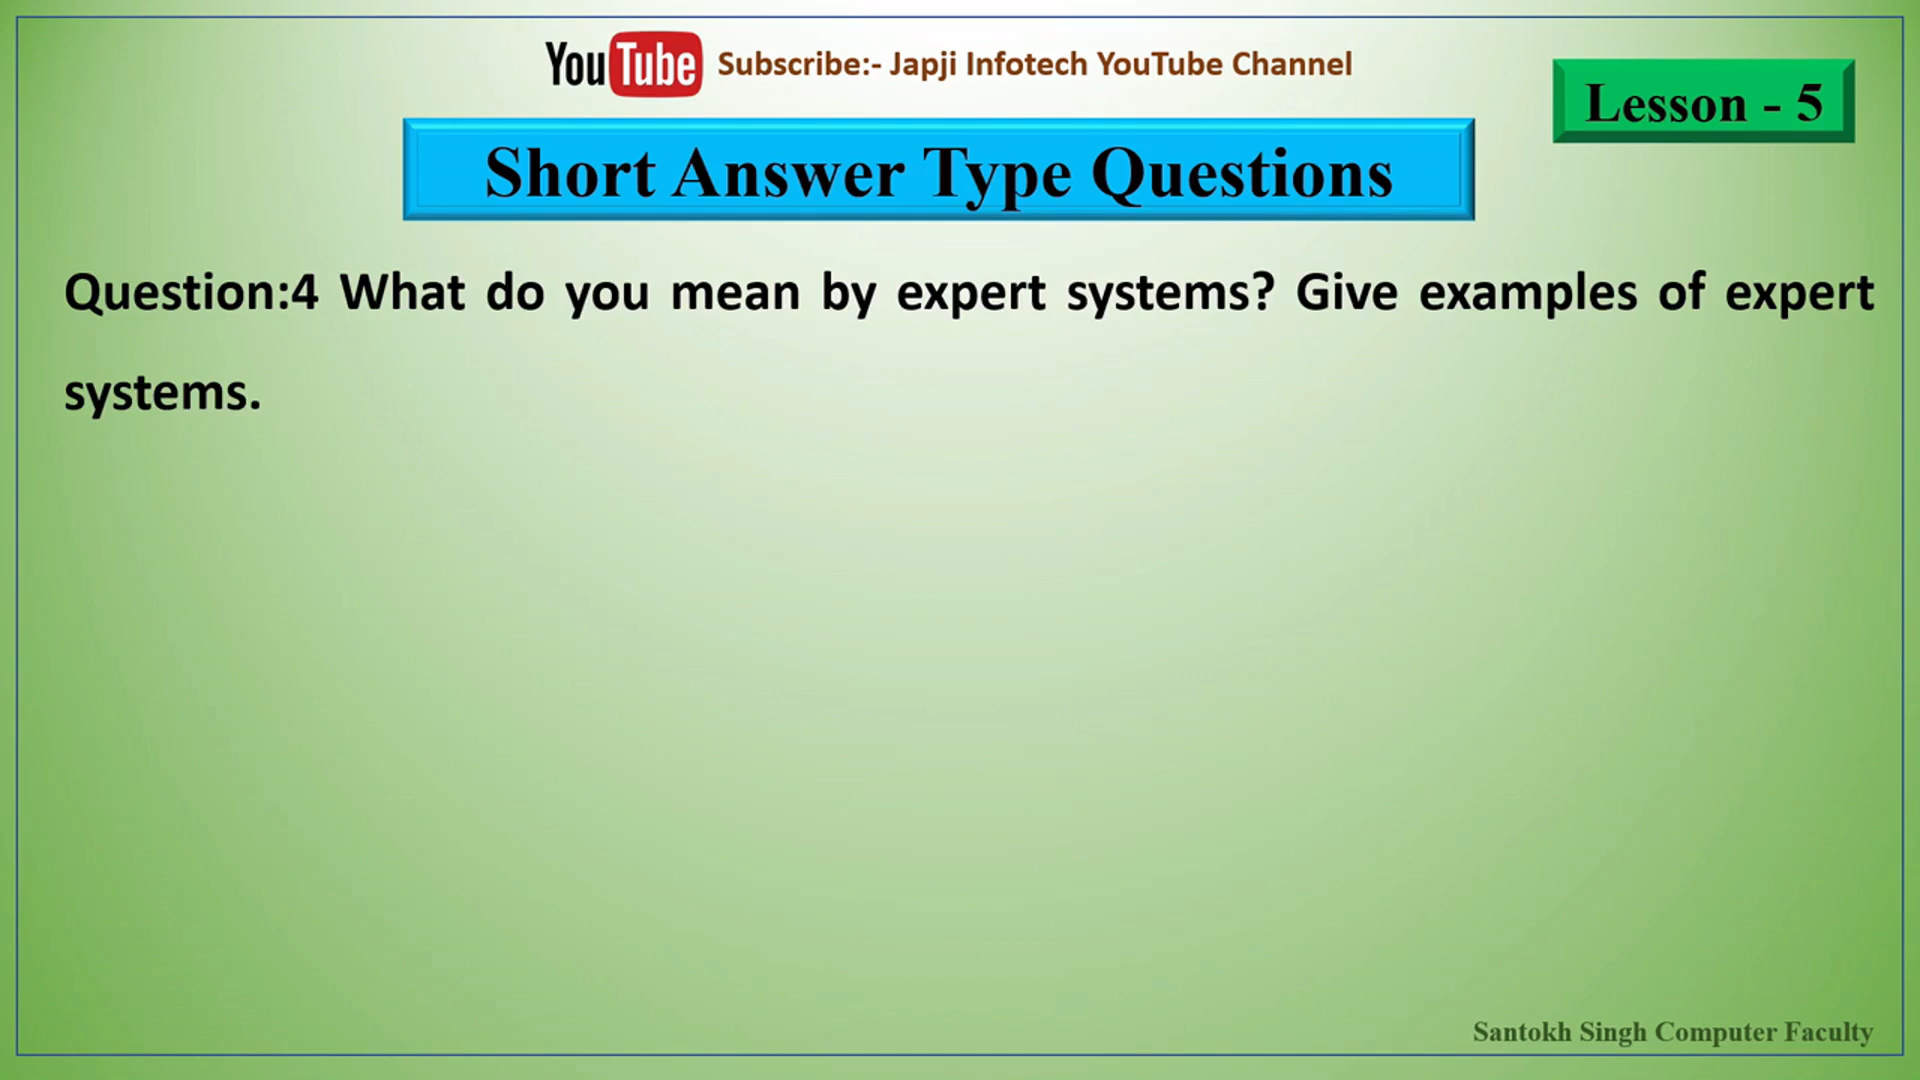 YouTube Subscribe:- Japji Infotech YouTube Channel
Lesson - 5
Short Answer Type Questions
Question:4 What do you mean by expert systems? Give examples of expert
systems.
Santokh Singh Computer Faculty